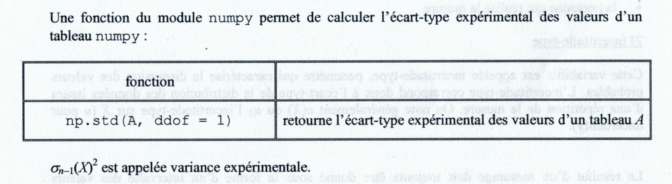 Une fonction du module numpy permet de calculer l'écart-type expérimental des valeurs d'un
tableau numpy :
fonction
np.std(A, ddof = 1)
retourne l'écart-type expérimental des valeurs d'un tableau A
σn−1(X)² est appelée variance expérimentale.